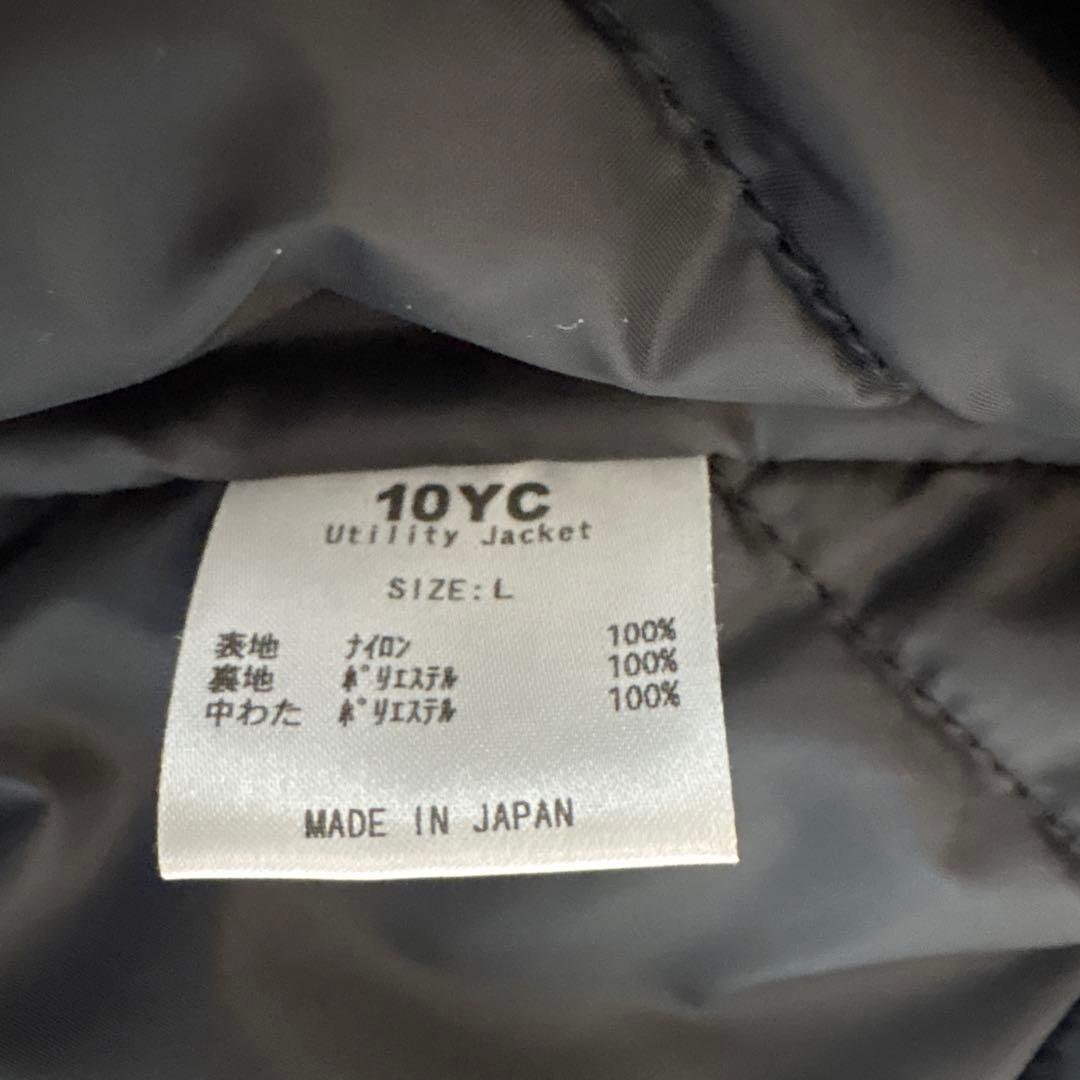 10YC
Utility Jacket
SIZE:L
表地 ﾅｲﾛﾝ 100%
裏地 ﾎﾟﾘｴｽﾃﾙ 100%
中わた ﾎﾟﾘｴｽﾃﾙ 100%
MADE IN JAPAN